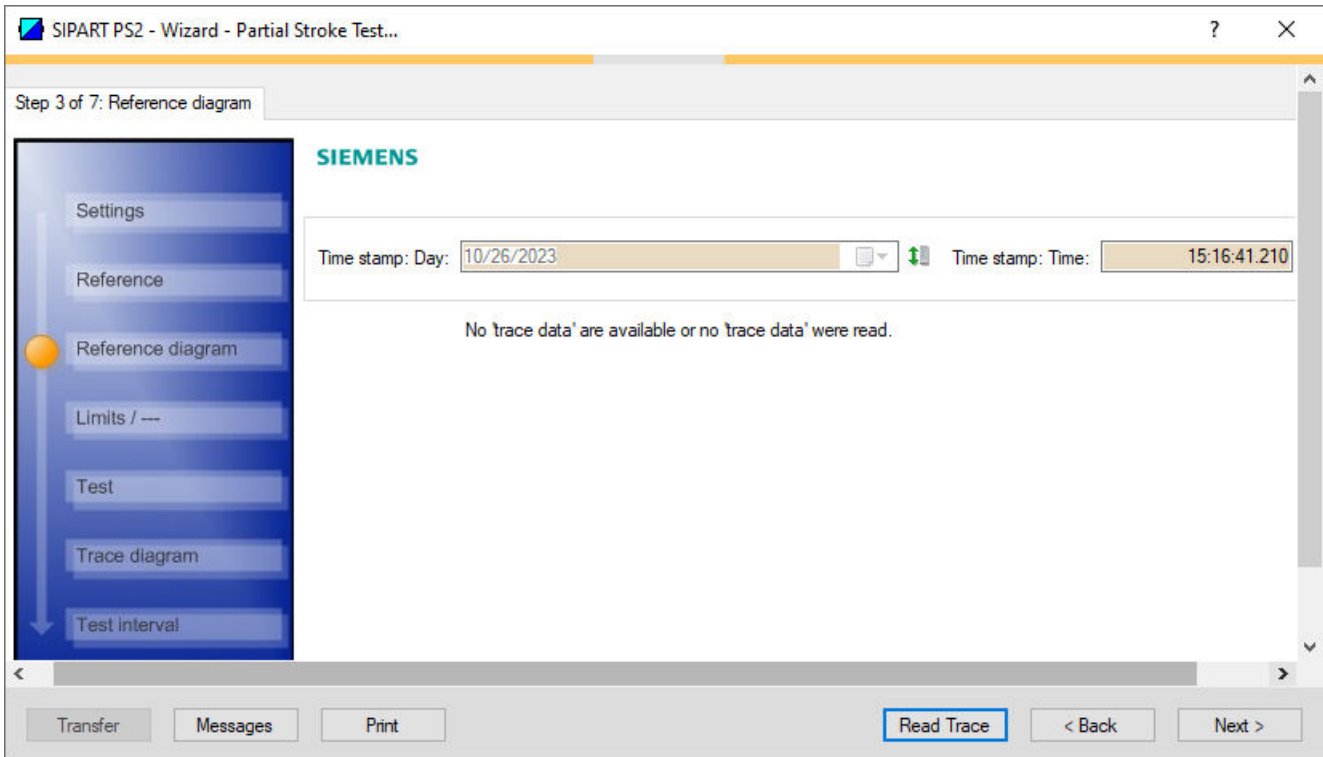 SIPART PS2 - Wizard - Partial Stroke Test...
?
Step 3 of 7: Reference diagram
SIEMENS
Settings
Reference
Reference diagram
Limits / ---
Test
Trace diagram
Test interval
Time stamp: Day: 10/26/2023 Time stamp: Time: 15:16:41.210
No 'trace data' are available or no 'trace data' were read.
Transfer Messages Print Read Trace < Back Next >